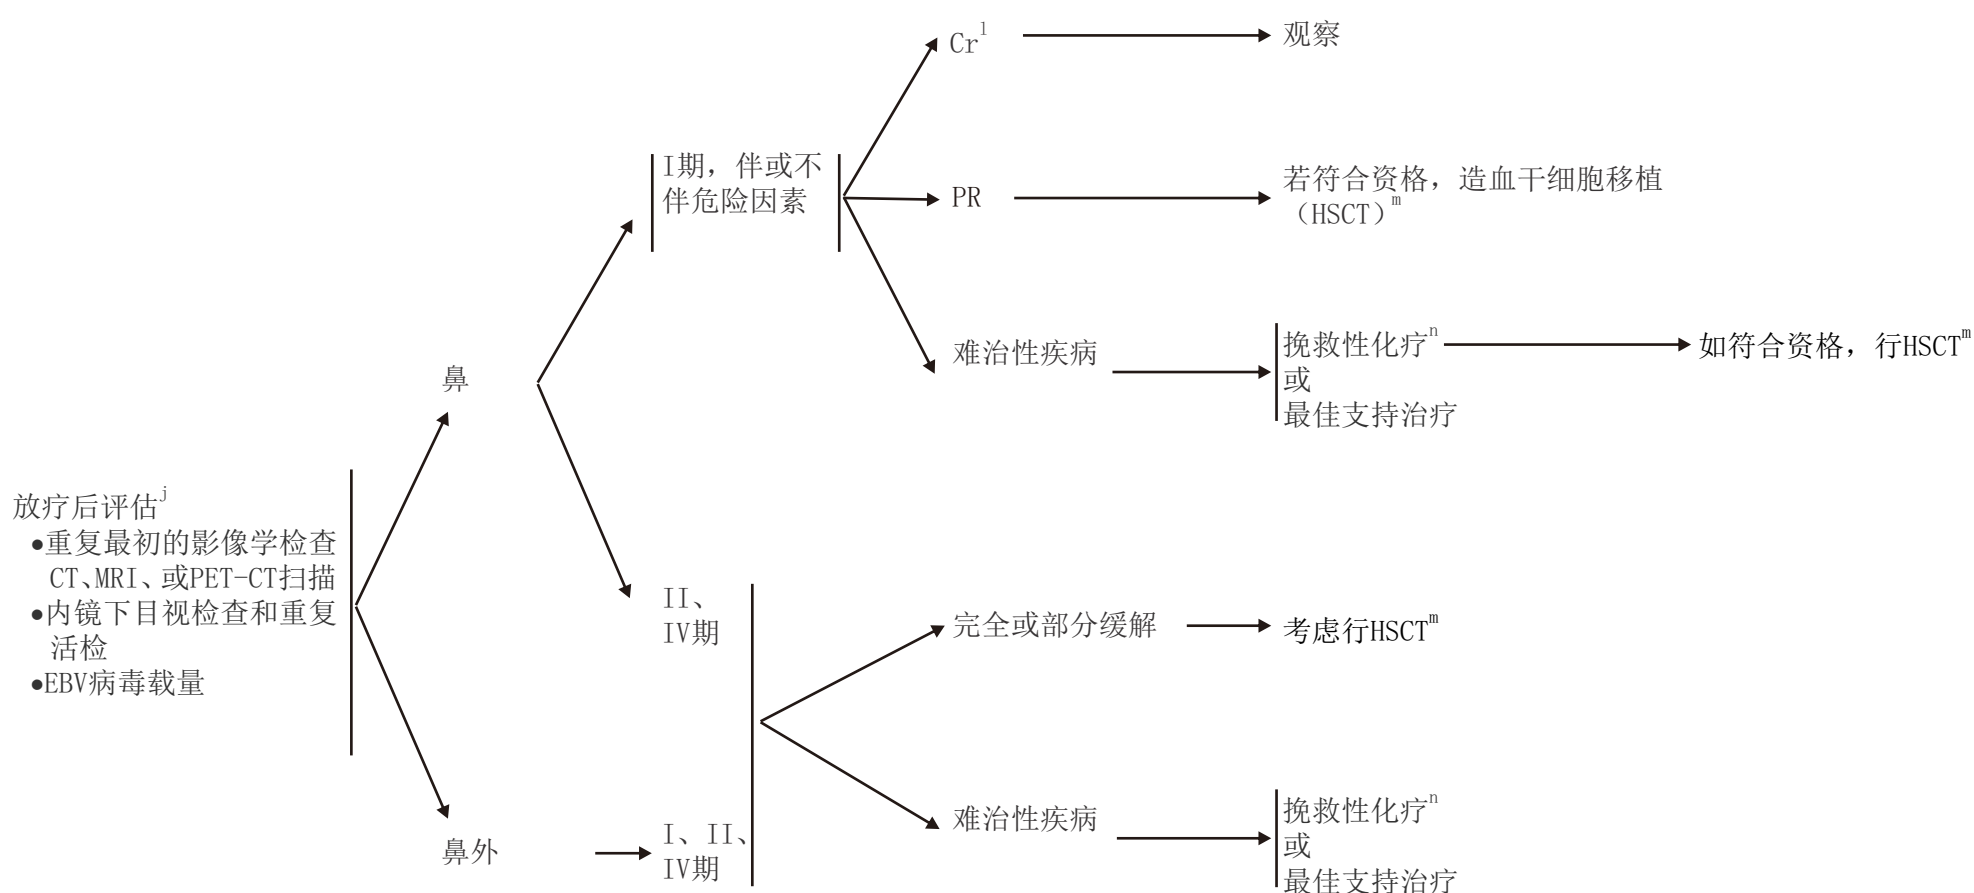 放疗后评估j
•重复最初的影像学检查
CT、MRI、或PET-CT扫描
•内镜下目视检查和重复
活检
•EBV病毒载量
鼻
鼻外
I期，伴或不
伴危险因素
II、
IV期
I、II、
IV期
Cr1
观察
PR
若符合资格，造血干细胞移植
（HSCT）m
难治性疾病
挽救性化疗n
或
最佳支持治疗
如符合资格，行HSCTm
完全或部分缓解
考虑行HSCTm
难治性疾病
挽救性化疗n
或
最佳支持治疗